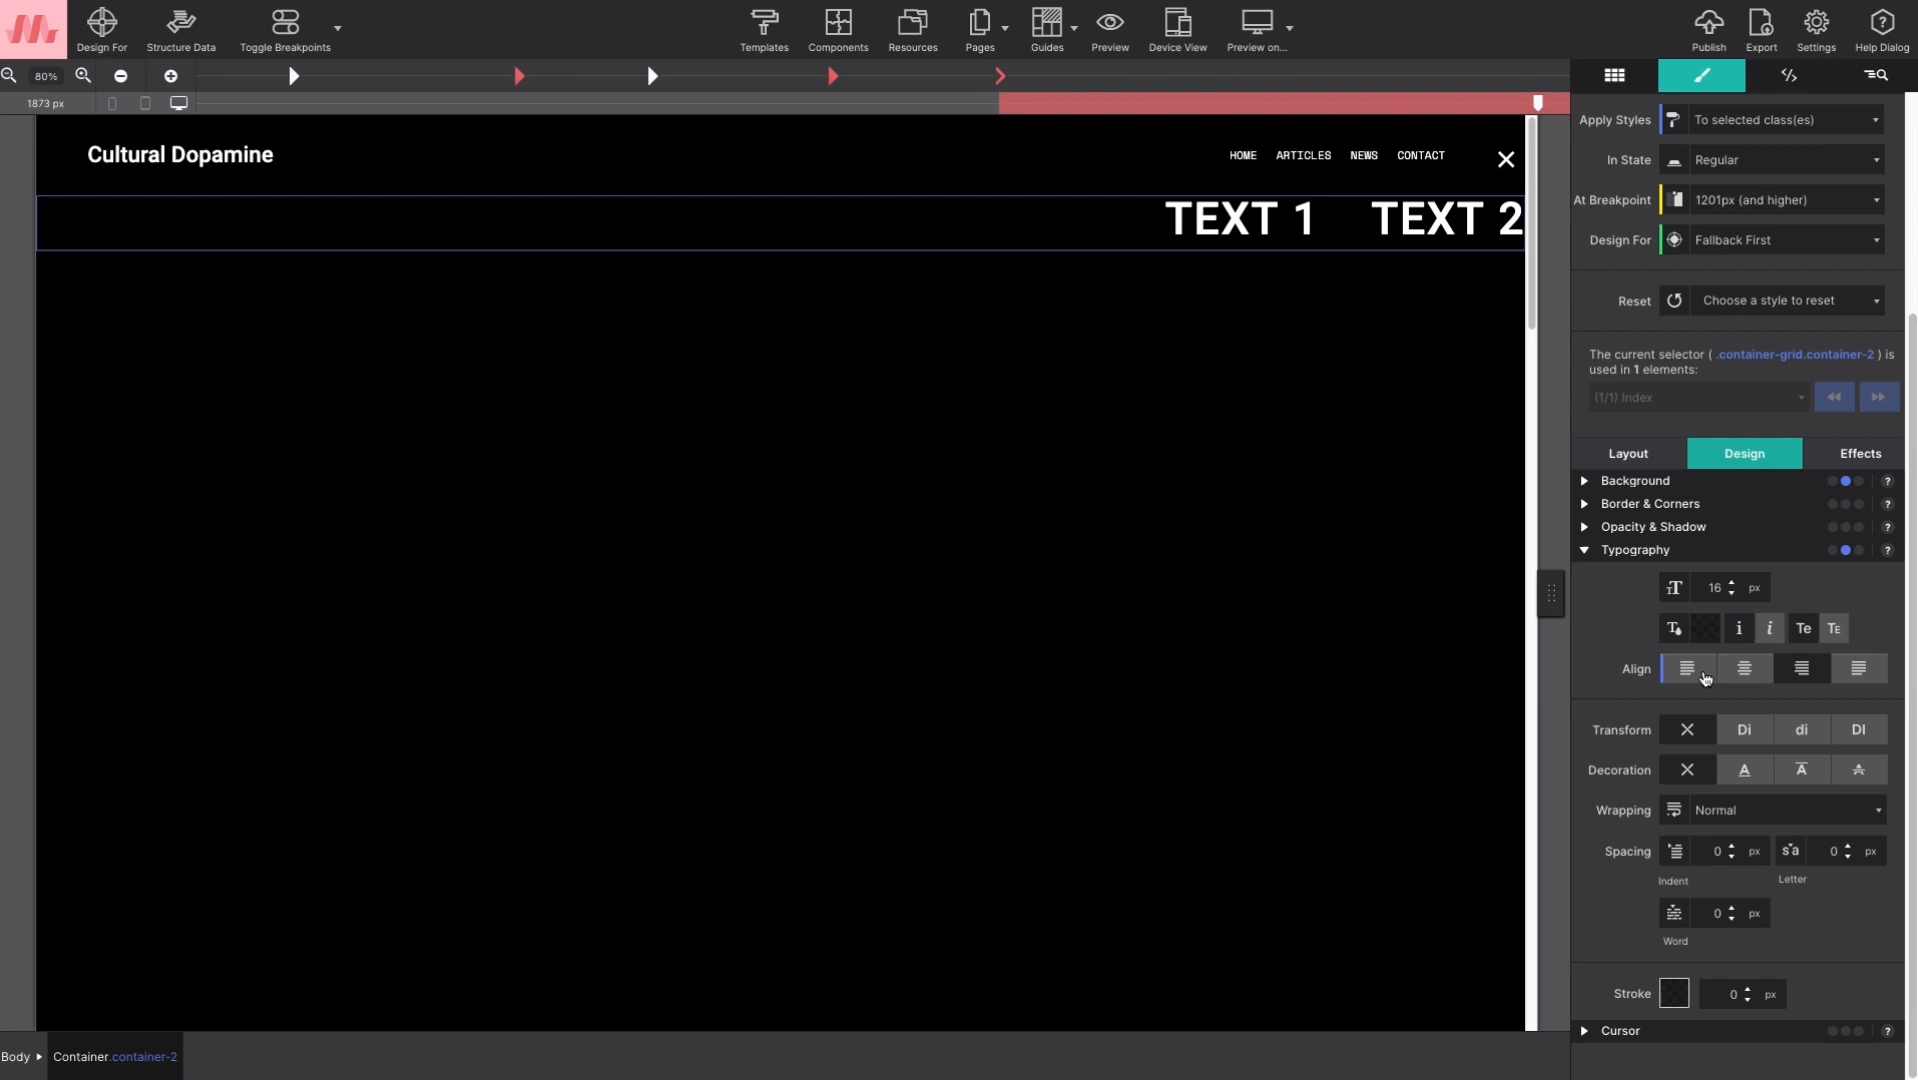 Design For
Structure Data
Toggle Breakpoints
Templates
Components
Resources
Pages
Guides
Preview
Device View
Preview on...
Publish
Export
Settings
Help Dialog
80%
1873 px
Cultural Dopamine
HOME ARTICLES NEWS CONTACT
TEXT 1 TEXT 2
Apply Styles To selected class(es)
In State Regular
At Breakpoint 1201px (and higher)
Design For Fallback First
Reset Choose a style to reset
The current selector ( .container-grid.container-2 ) is
used in 1 elements:
(1/1) Index
Layout Design Effects
Background ?
Border & Corners ?
Opacity & Shadow ?
Typography ?
TT 16 px
T i i Te TE
Align
Transform Di di DI
Decoration A A A
Wrapping Normal
Spacing 0 px sa 0 px
Indent Letter
0 px
Word
Stroke 0 px
Cursor ?
Body Container.container-2